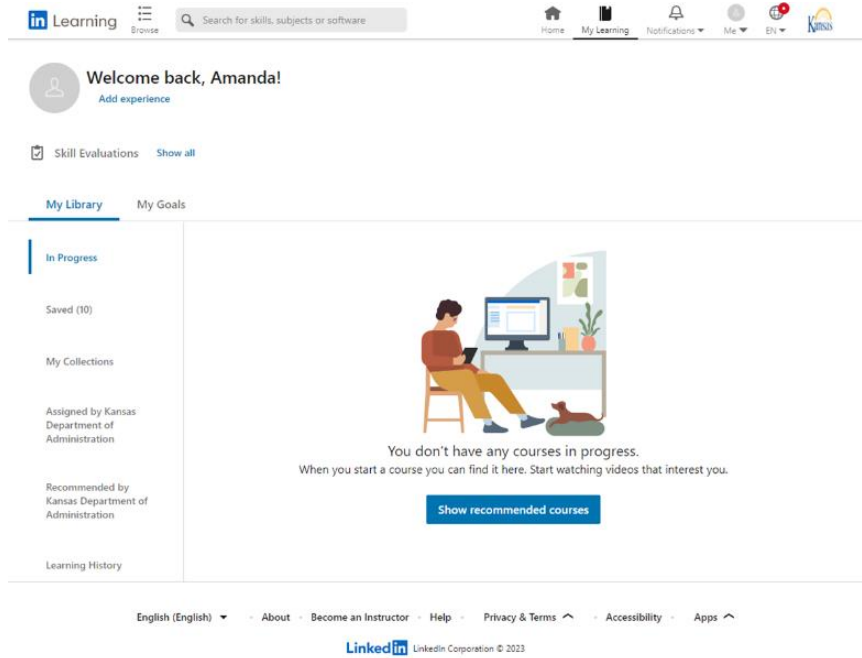 in Learning
Browse
Search for skills, subjects or software
Home
My Learning
Notifications
Me
EN
Kansas
Welcome back, Amanda!
Add experience
Skill Evaluations Show all
My Library My Goals
In Progress
Saved (10)
My Collections
Assigned by Kansas
Department of
Administration
Recommended by
Kansas Department of
Administration
Learning History
You don't have any courses in progress.
When you start a course you can find it here. Start watching videos that interest you.
Show recommended courses
English (English) About Become an Instructor Help Privacy & Terms Accessibility Apps
Linked in LinkedIn Corporation © 2023